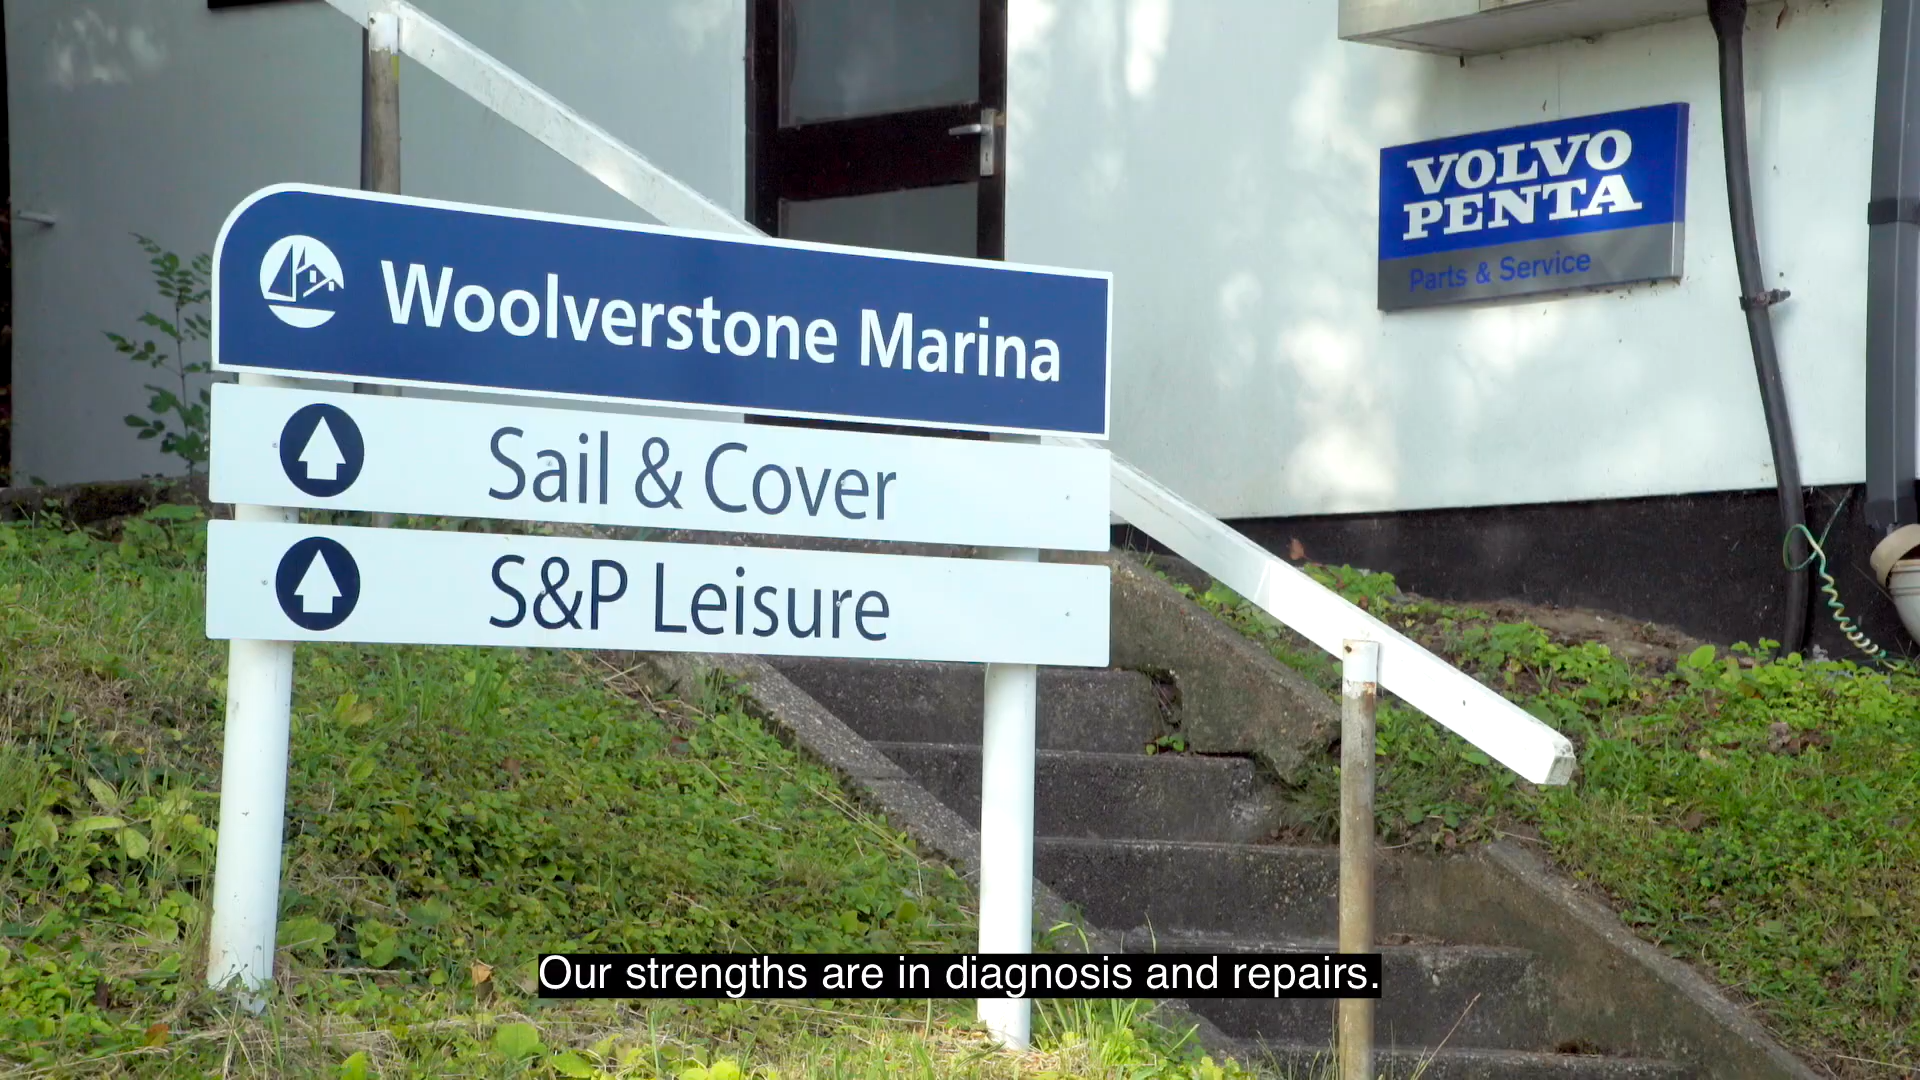 Woolverstone Marina
Sail & Cover
S&P Leisure
VOLVO
PENTA
Parts & Service
Our strengths are in diagnosis and repairs.